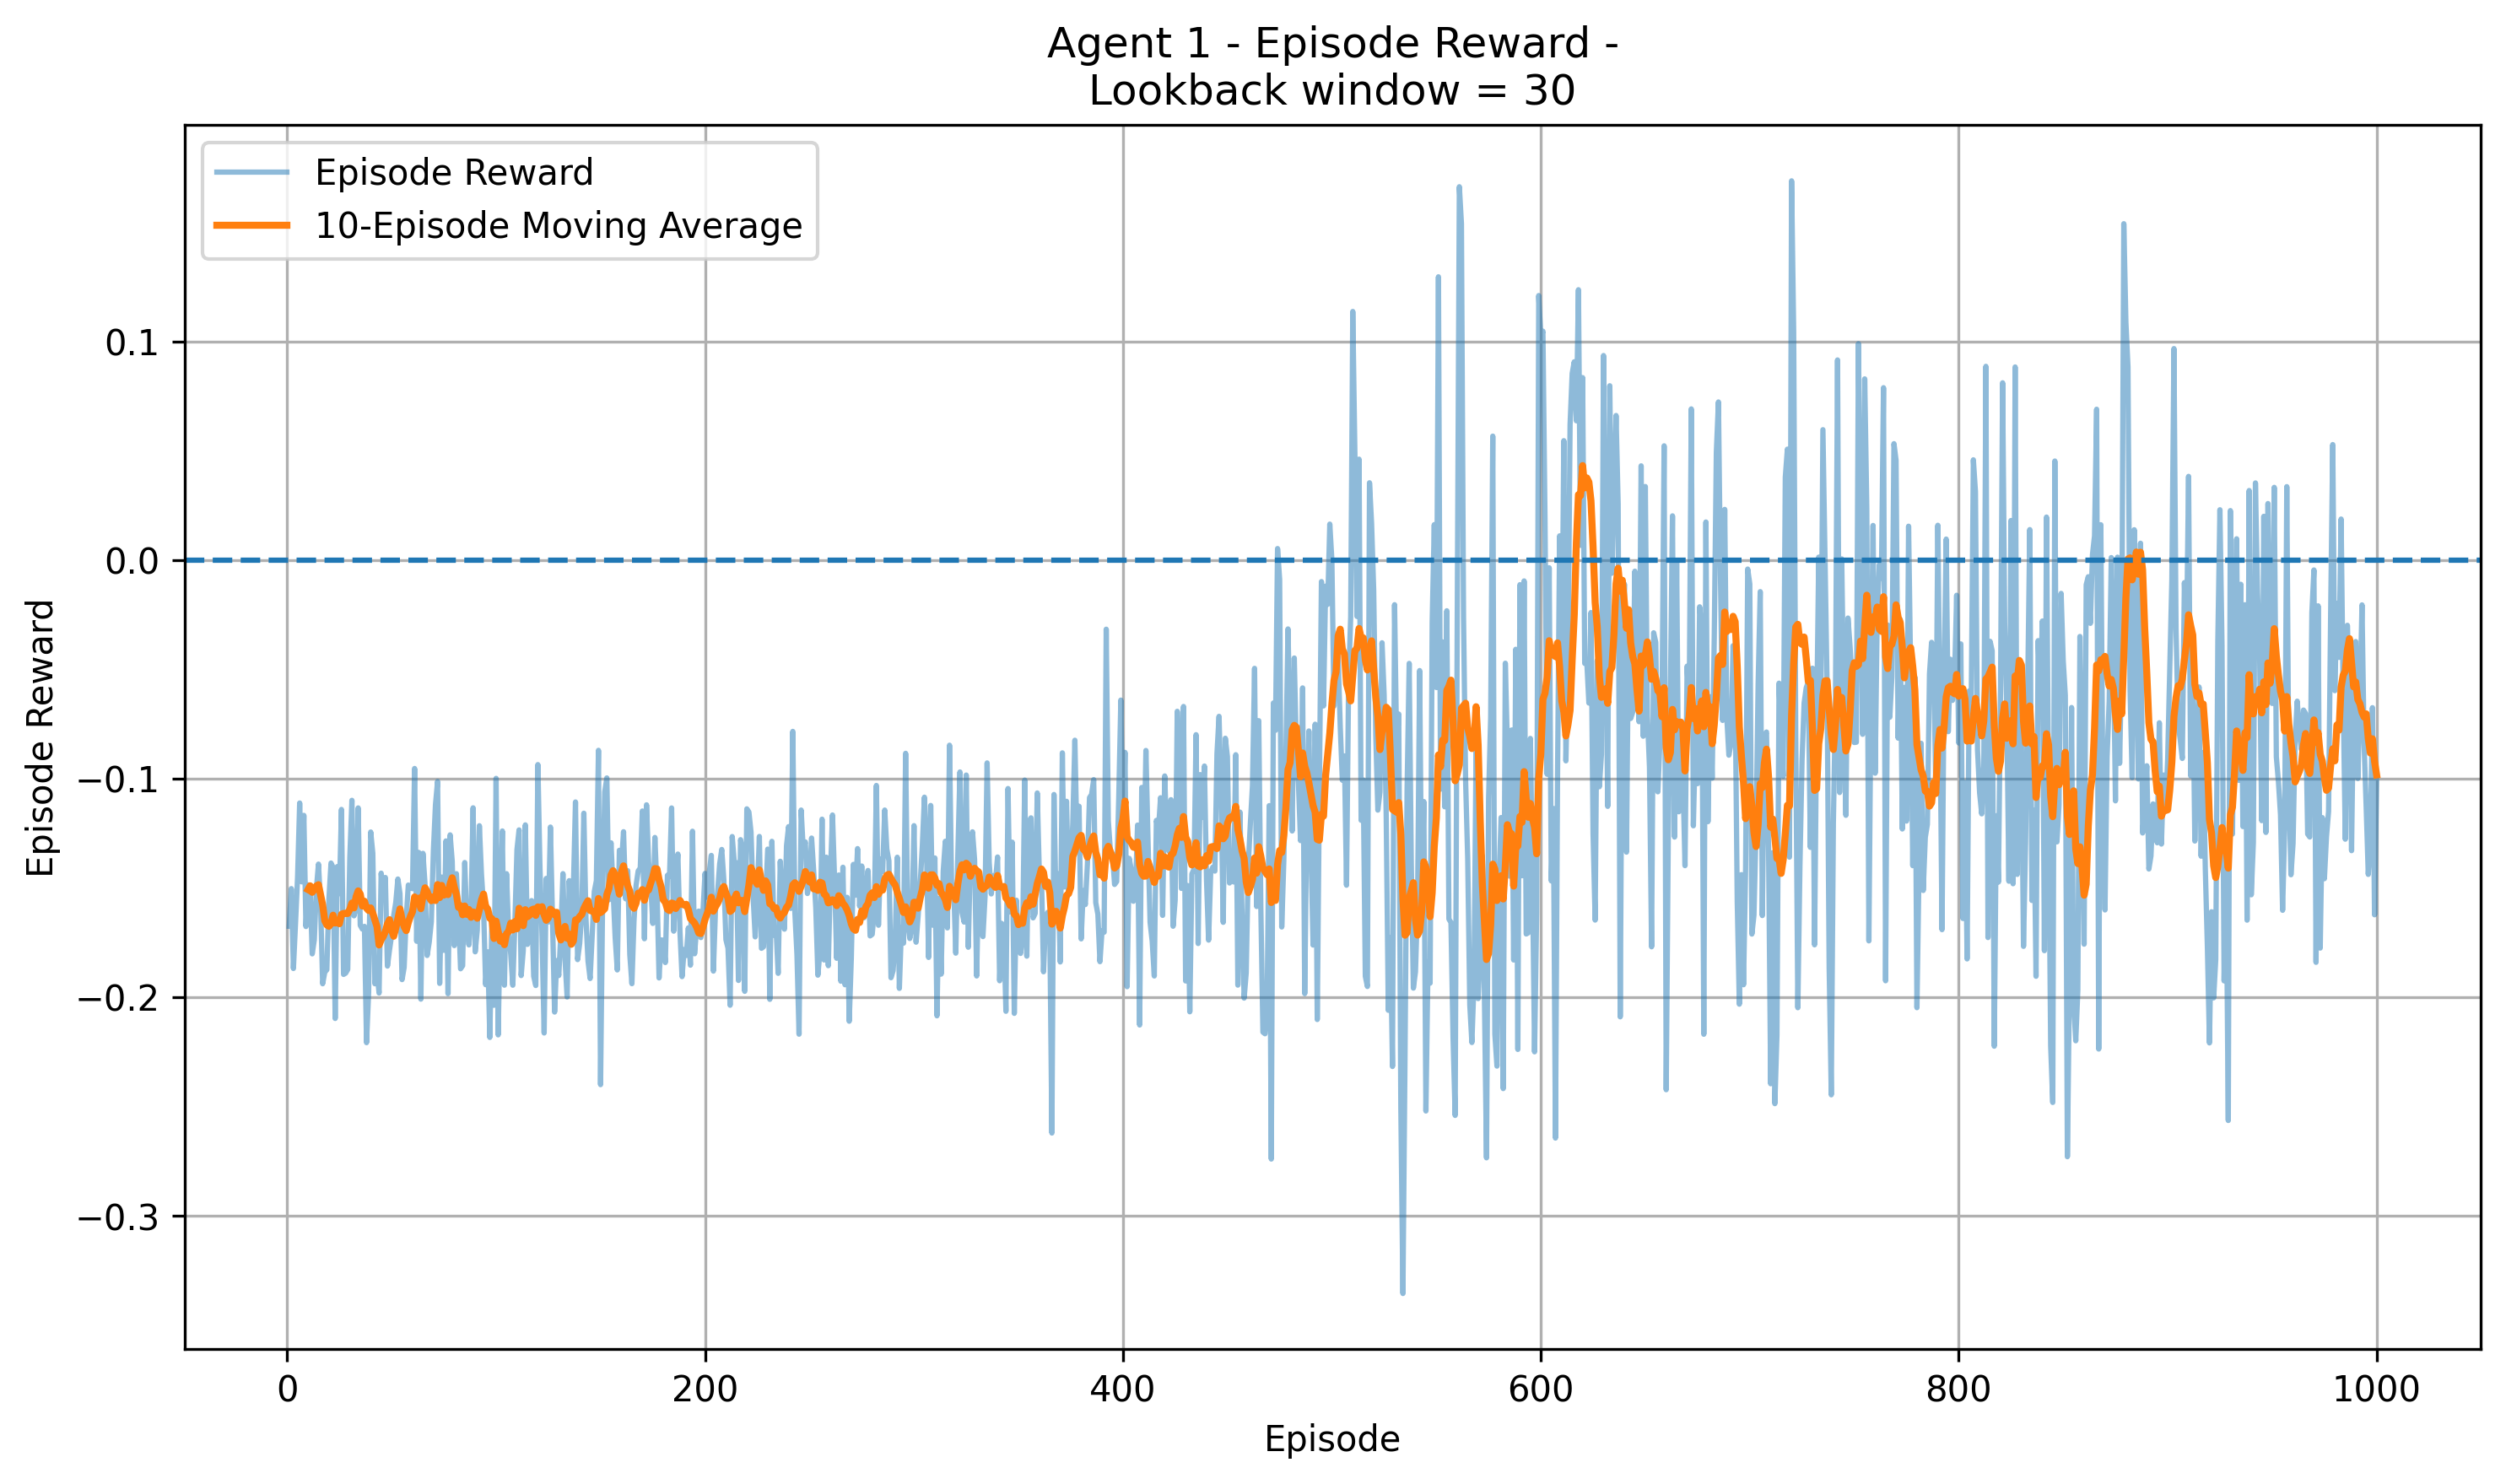 Agent 1 - Episode Reward -
Lookback window = 30
Episode Reward
10-Episode Moving Average
Episode Reward
0.1
0.0
−0.1
−0.2
−0.3
0
200
400
600
800
1000
Episode